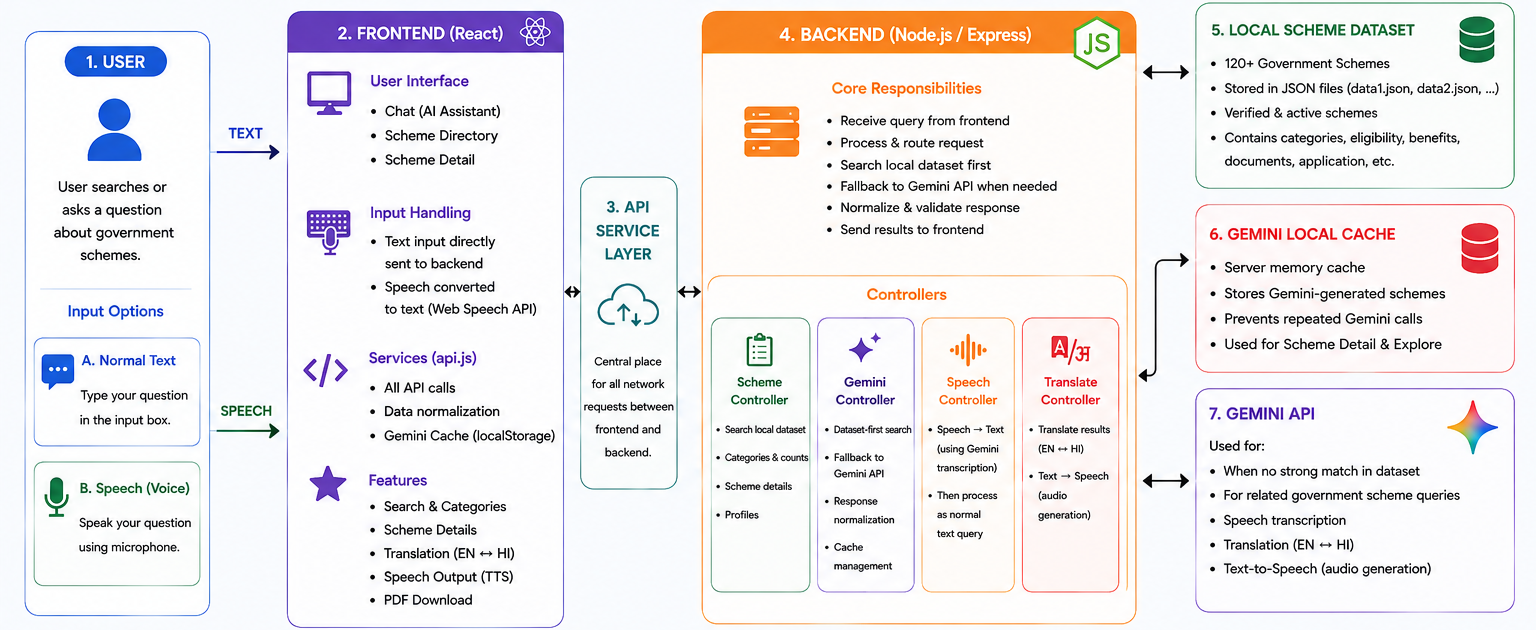 1. USER
User searches or
asks a question
about government
schemes.
Input Options
A. Normal Text
Type your question
in the input box.
B. Speech (Voice)
Speak your question
using microphone.
TEXT
SPEECH
2. FRONTEND (React)
User Interface
• Chat (AI Assistant)
• Scheme Directory
• Scheme Detail
Input Handling
• Text input directly
sent to backend
• Speech converted
to text (Web Speech API)
</>
Services (api.js)
• All API calls
• Data normalization
• Gemini Cache (localStorage)
Features
• Search & Categories
• Scheme Details
• Translation (EN ↔ HI)
• Speech Output (TTS)
• PDF Download
3. API
SERVICE
LAYER
Central place
for all network
requests between
frontend and
backend.
4. BACKEND (Node.js / Express)
JS
Core Responsibilities
• Receive query from frontend
• Process & route request
• Search local dataset first
• Fallback to Gemini API when needed
• Normalize & validate response
• Send results to frontend
Controllers
Scheme
Controller
• Search local dataset
• Categories & counts
• Scheme details
• Profiles
Gemini
Controller
• Dataset-first search
• Fallback to
Gemini API
• Response
normalization
• Cache
management
Speech
Controller
• Speech → Text
(using Gemini
transcription)
• Then process
as normal
text query
A/अ
Translate
Controller
• Translate results
(EN ↔ HI)
• Text → Speech
(audio
generation)
5. LOCAL SCHEME DATASET
• 120+ Government Schemes
• Stored in JSON files (data1.json, data2.json, ...)
• Verified & active schemes
• Contains categories, eligibility, benefits,
documents, application, etc.
6. GEMINI LOCAL CACHE
• Server memory cache
• Stores Gemini-generated schemes
• Prevents repeated Gemini calls
• Used for Scheme Detail & Explore
7. GEMINI API
Used for:
• When no strong match in dataset
• For related government scheme queries
• Speech transcription
• Translation (EN ↔ HI)
• Text-to-Speech (audio generation)